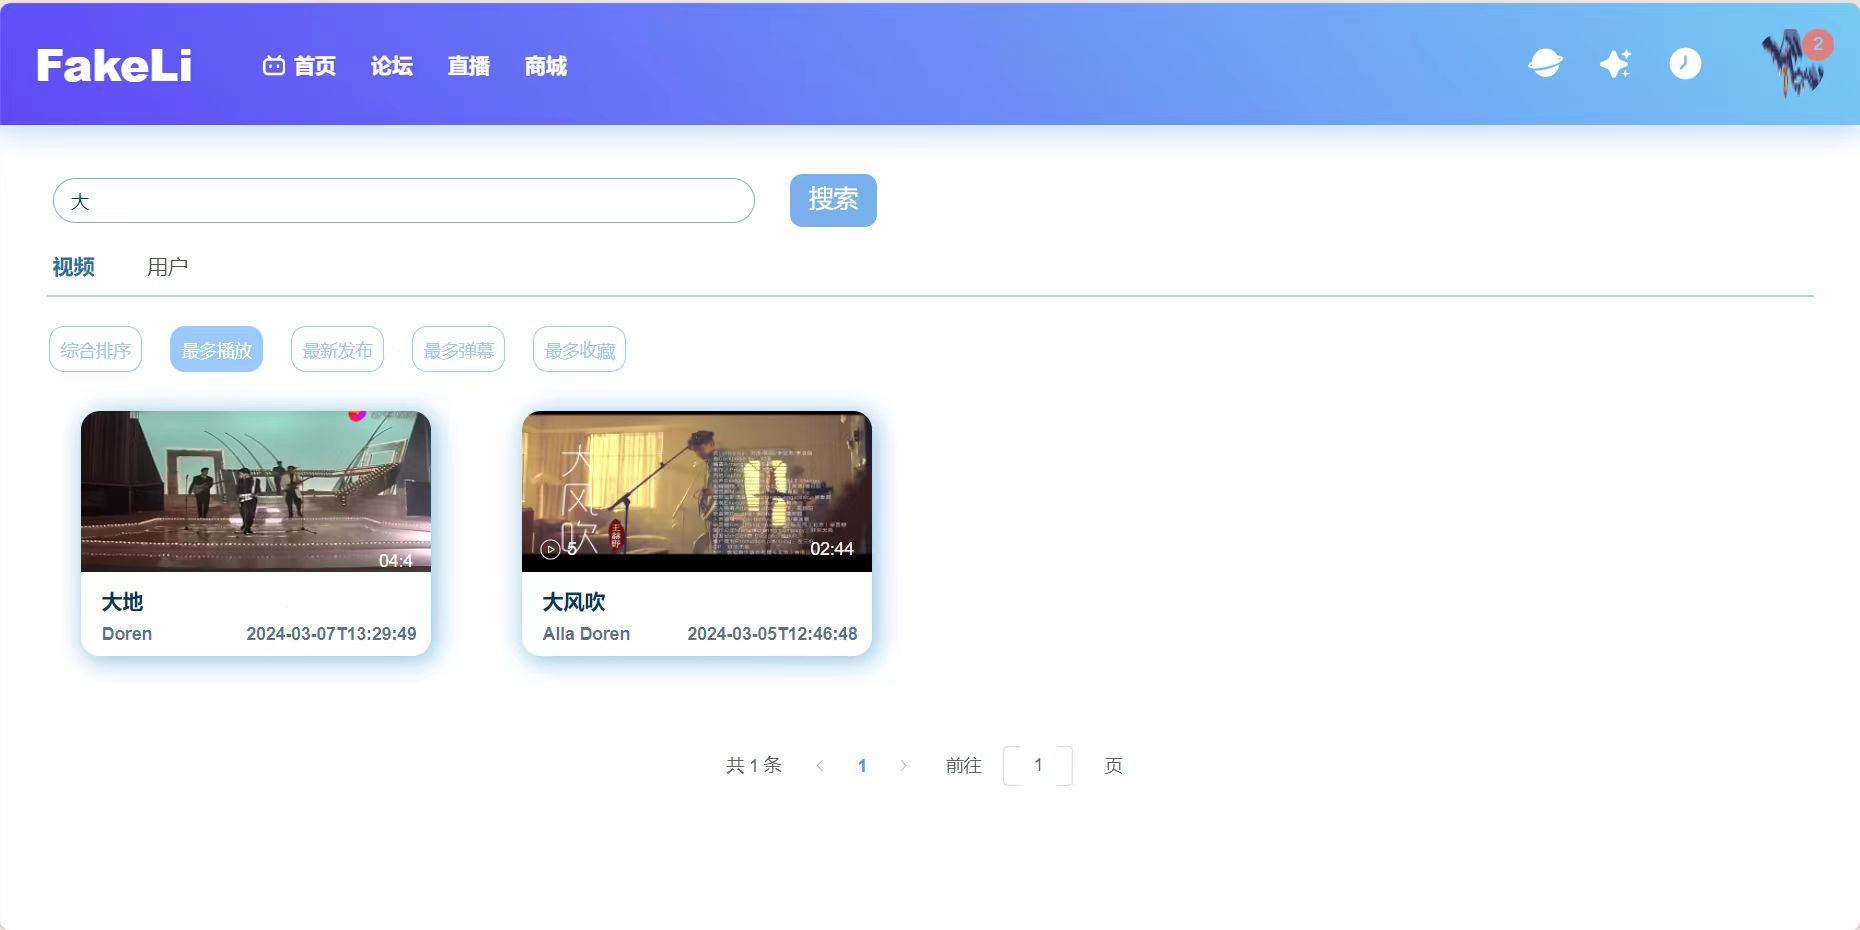 FakeLi 首页 论坛 直播 商城 2
大 搜索
视频 用户
综合排序 最多播放 最新发布 最多弹幕 最多收藏
04:4
大地
Doren 2024-03-07T13:29:49
大风吹
王赫野
5 02:44
大风吹
Alla Doren 2024-03-05T12:46:48
共 1 条 1 前往 1 页